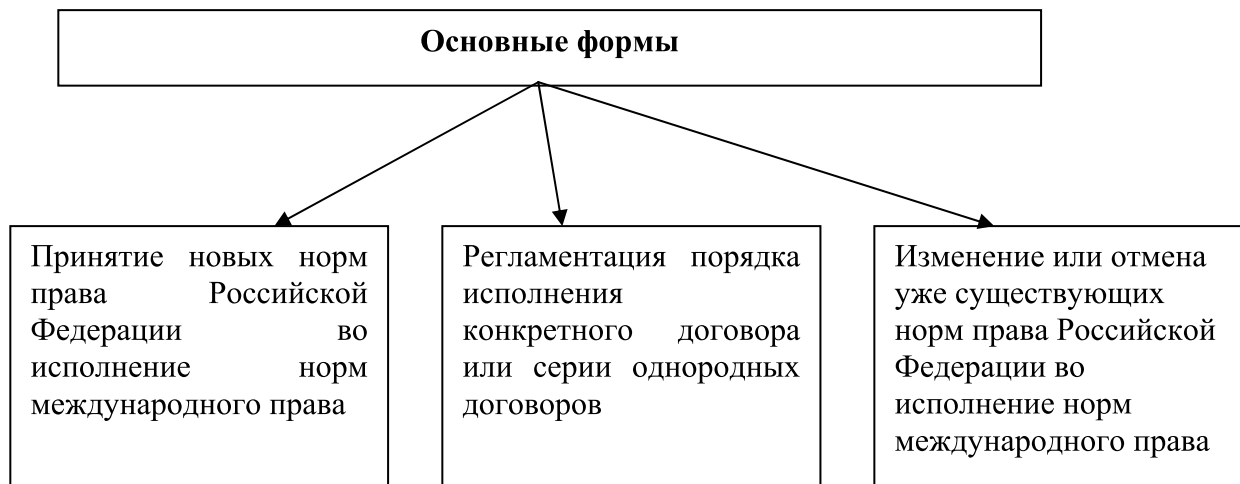 Основные формы
Принятие новых норм
права Российской
Федерации во
исполнение норм
международного права
Регламентация порядка
исполнения
конкретного договора
или серии однородных
договоров
Изменение или отмена
уже существующих
норм права Российской
Федерации во
исполнение норм
международного права